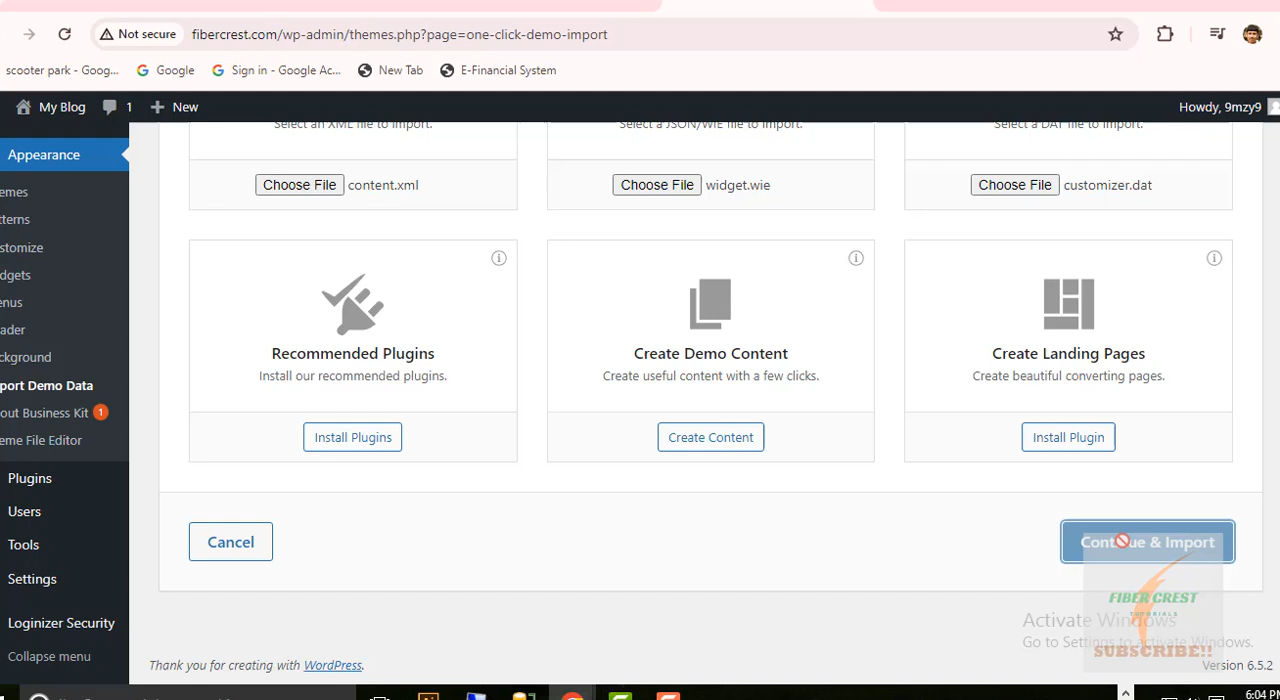 Not secure fibercrest.com/wp-admin/themes.php?page=one-click-demo-import
scooter park - Goog... Google Sign in - Google Ac... New Tab E-Financial System
My Blog 1 New Howdy, 9mzy9
Select an XML file to import. Select a JSON/WIE file to import. Select a DAT file to import.
Appearance
Choose File content.xml Choose File widget.wie Choose File customizer.dat
emes
tterns
stomize
dgets
enus
ader
ckground
port Demo Data
out Business Kit 1
eme File Editor
Plugins
Users
Tools
Settings
Loginizer Security
Collapse menu
Recommended Plugins
Install our recommended plugins.
Install Plugins
Create Demo Content
Create useful content with a few clicks.
Create Content
Create Landing Pages
Create beautiful converting pages.
Install Plugin
Cancel Continue & Import
FIBER CREST
TUTORIALS
SUBSCRIBE!!
Activate Windows
Go to Settings to activate Windows.
Thank you for creating with WordPress.
Version 6.5.2
6:04 PM